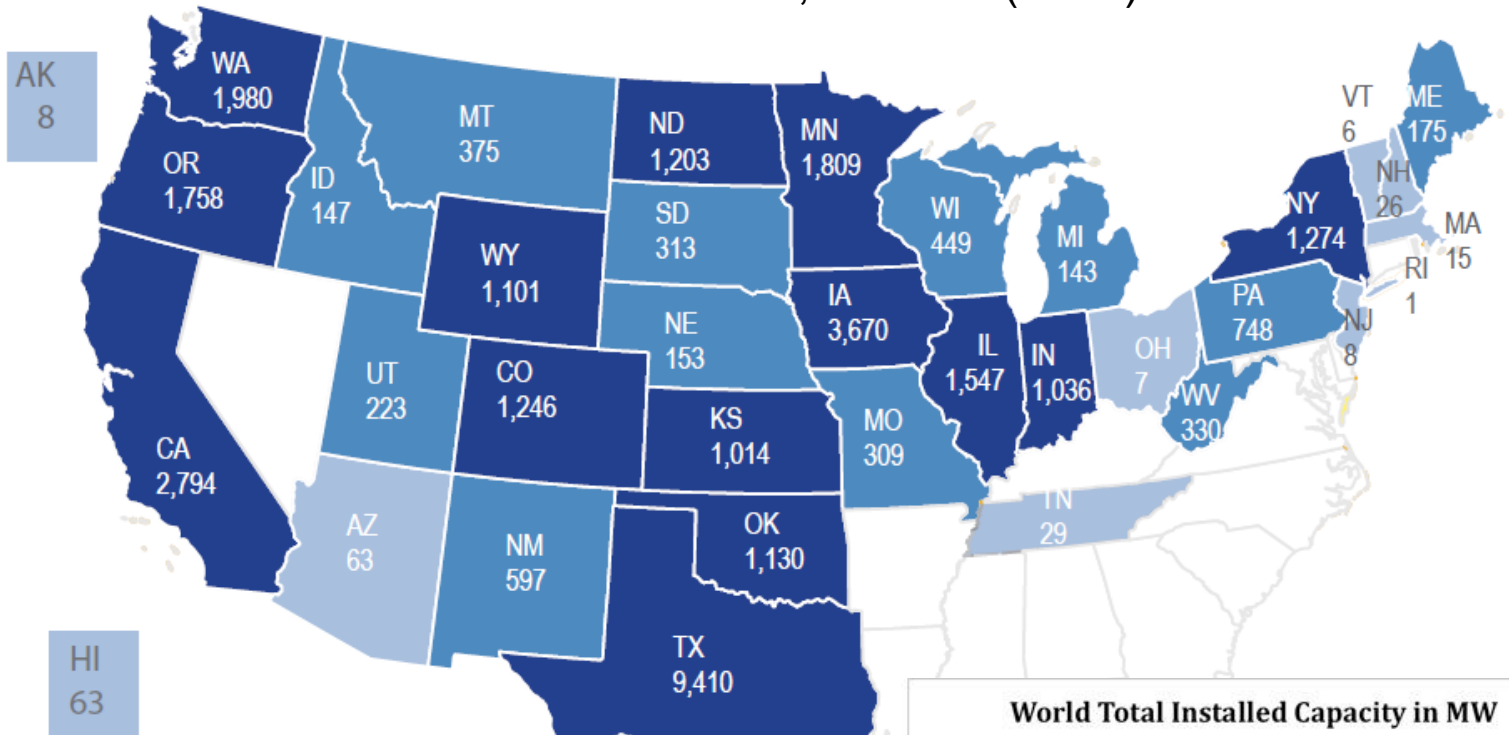 AK
8
WA
1,980
OR
1,758
CA
2,794
ID
147
MT
375
WY
1,101
UT
223
CO
1,246
AZ
63
NM
597
HI
63
ND
1,203
SD
313
NE
153
KS
1,014
OK
1,130
TX
9,410
MN
1,809
IA
3,670
MO
309
WI
449
IL
1,547
MI
143
IN
1,036
OH
7
TN
29
WV
330
PA
748
NY
1,274
NJ
8
VT
6
NH
26
ME
175
MA
15
RI
1
World Total Installed Capacity in MW